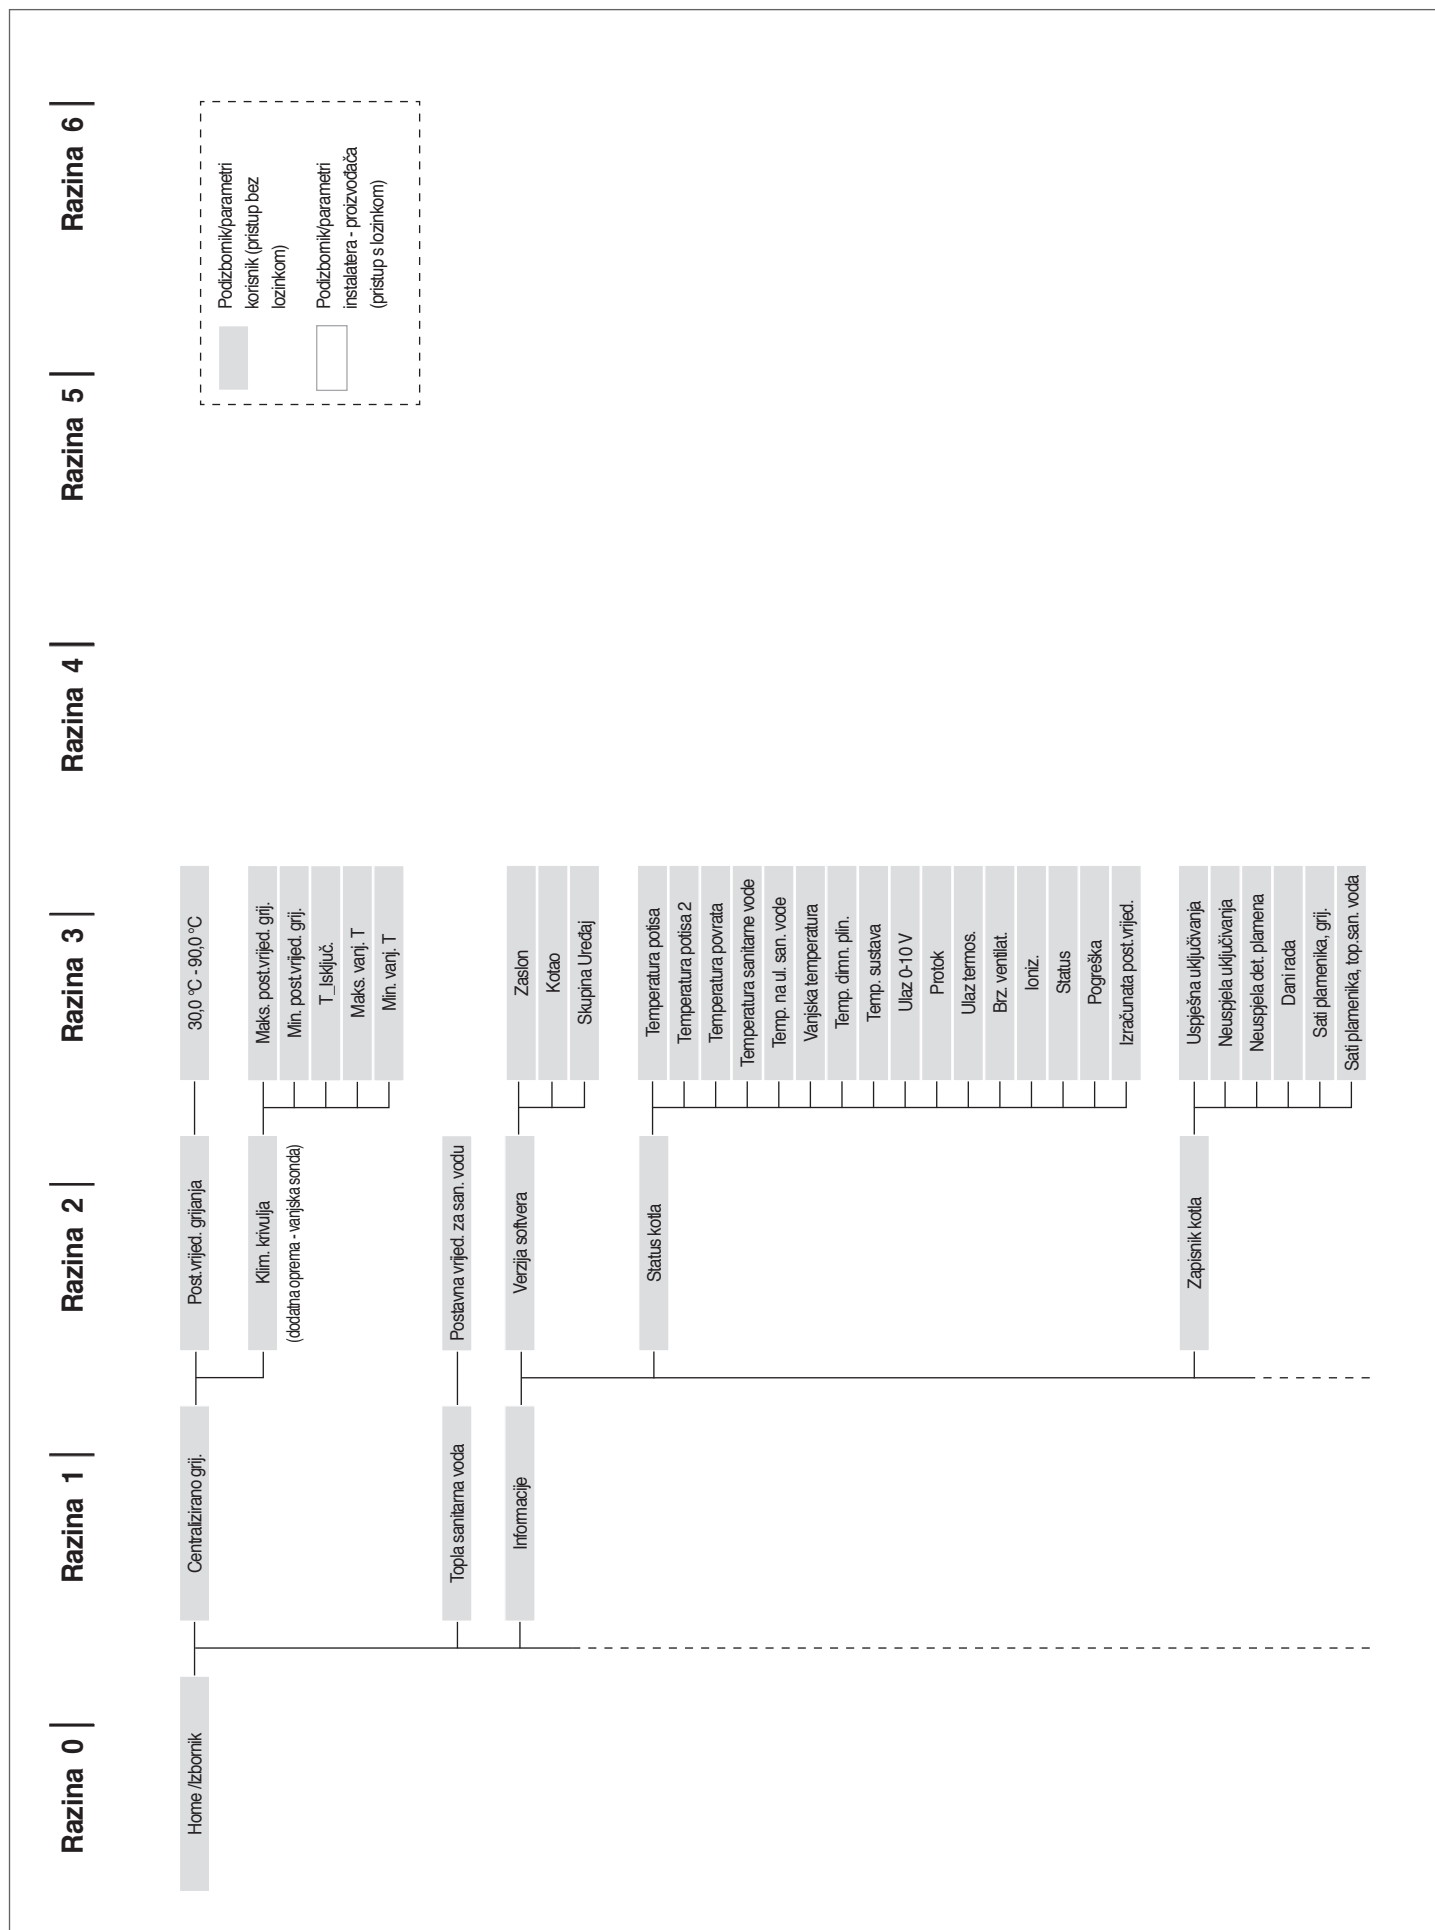 Razina 0
Razina 1
Razina 2
Razina 3
Razina 4
Razina 5
Razina 6
Podizbornik/parametri
korisnik (pristup bez
lozinkom)
Podizbornik/parametri
instalatera - proizvođača
(pristup s lozinkom)
Home /Izbornik
Centralizirano grij.
Post.vrijed. grijanja
30,0 °C - 90,0 °C
Klim. krivulja
(dodatna oprema - vanjska sonda)
Maks. post.vrijed. grij.
Min. post.vrijed. grij.
T_Isključ.
Maks. vanj. T
Min. vanj. T
Topla sanitarna voda
Postavna vrijed. za san. vodu
Informacije
Verzija softvera
Zaslon
Kotao
Skupina Uređaj
Status kotla
Temperatura potisa
Temperatura potisa 2
Temperatura povrata
Temperatura sanitarne vode
Temp. na ul. san. vode
Vanjska temperatura
Temp. dimn. plin.
Temp. sustava
Ulaz 0-10 V
Protok
Ulaz termos.
Brz. ventilat.
Ioniz.
Status
Pogreška
Izračunata post.vrijed.
Zapisnik kotla
Uspješna uključivanja
Neuspjela uključivanja
Neuspjela det. plamena
Dani rada
Sati plamenika, grij.
Sati plamenika, top.san. voda